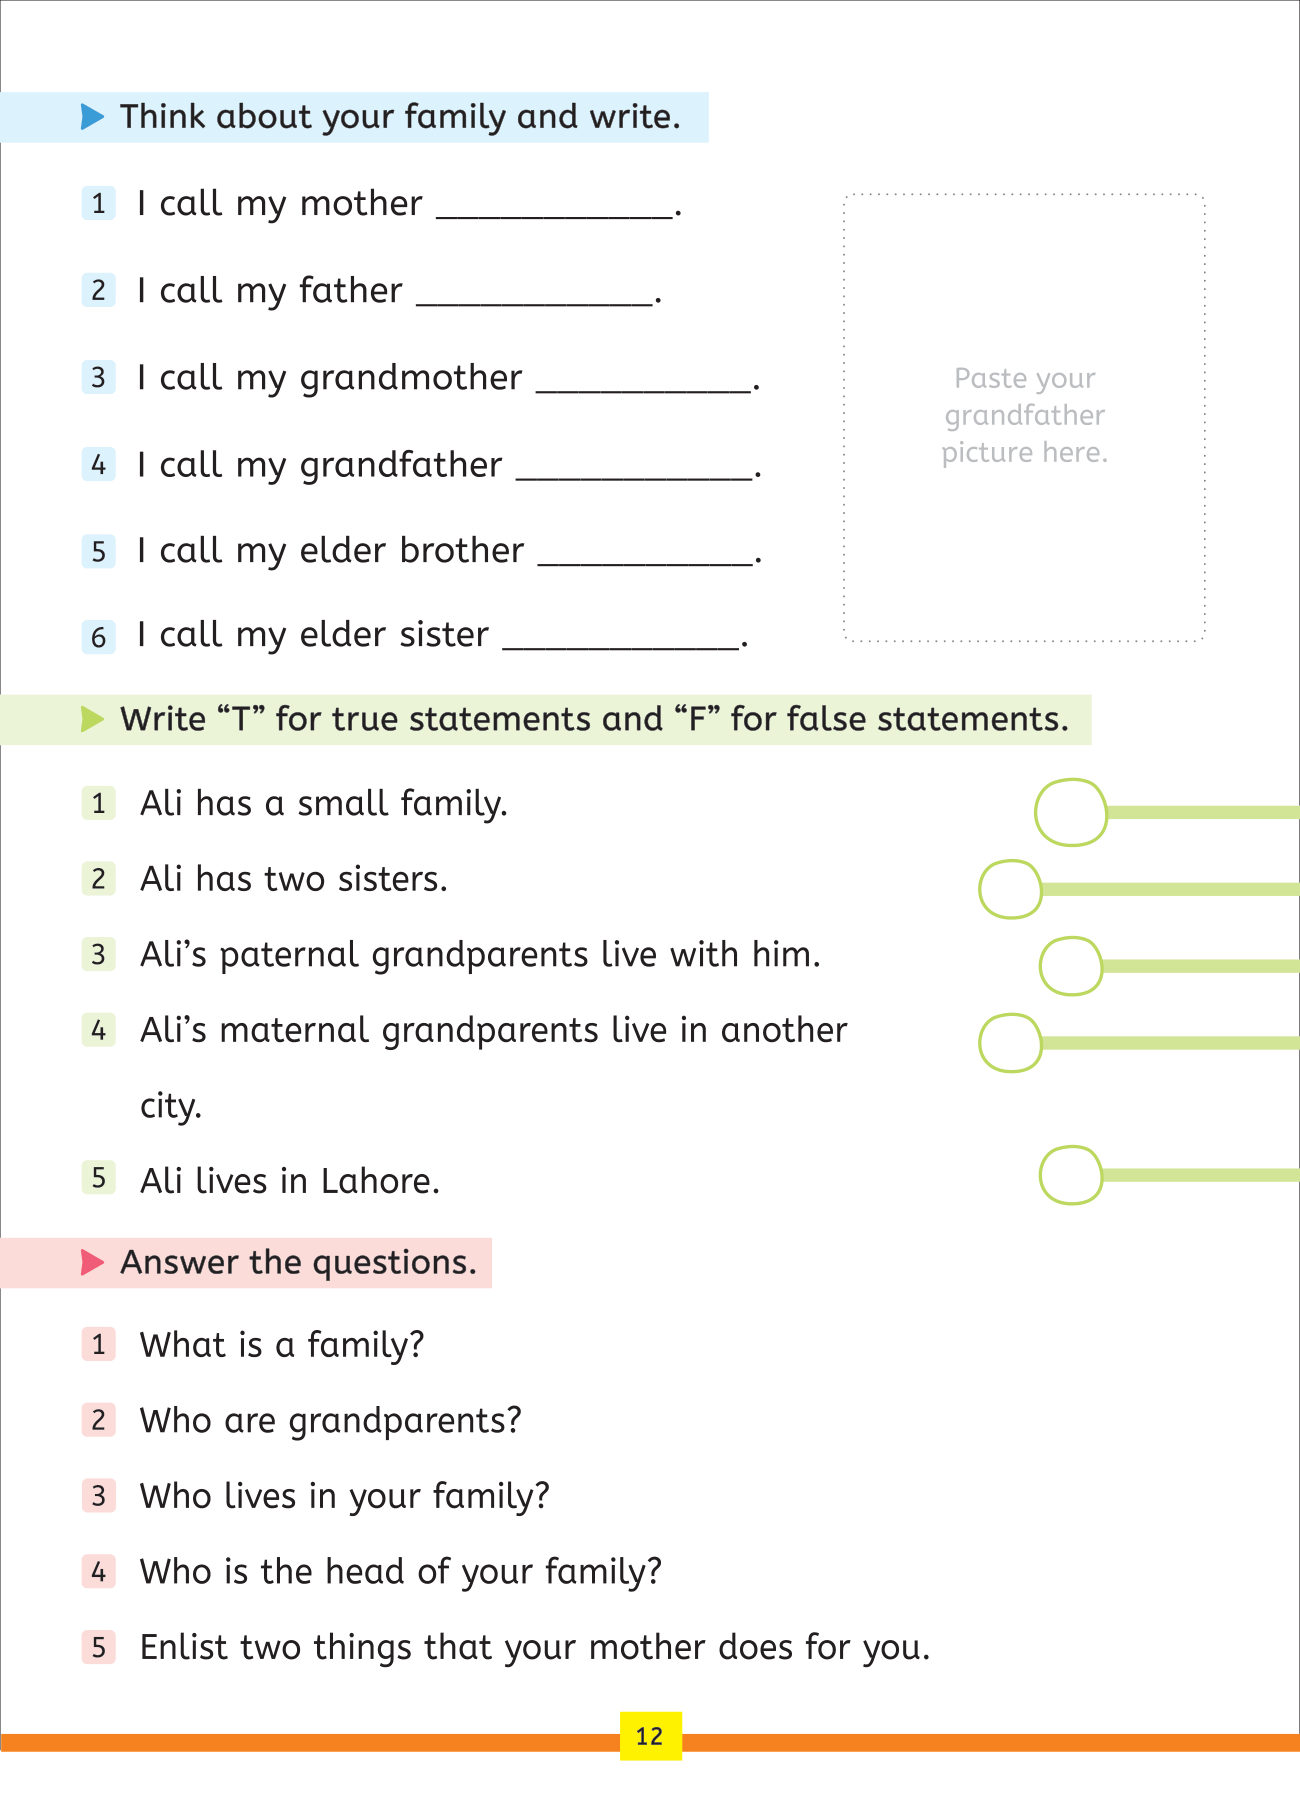 Think about your family and write.
1 I call my mother ___________.
2 I call my father ___________.
3 I call my grandmother __________.
4 I call my grandfather ___________.
5 I call my elder brother __________.
6 I call my elder sister ___________.
Paste your
grandfather
picture here.
Write “T” for true statements and “F” for false statements.
1 Ali has a small family.
2 Ali has two sisters.
3 Ali’s paternal grandparents live with him.
4 Ali’s maternal grandparents live in another
city.
5 Ali lives in Lahore.
Answer the questions.
1 What is a family?
2 Who are grandparents?
3 Who lives in your family?
4 Who is the head of your family?
5 Enlist two things that your mother does for you.
12